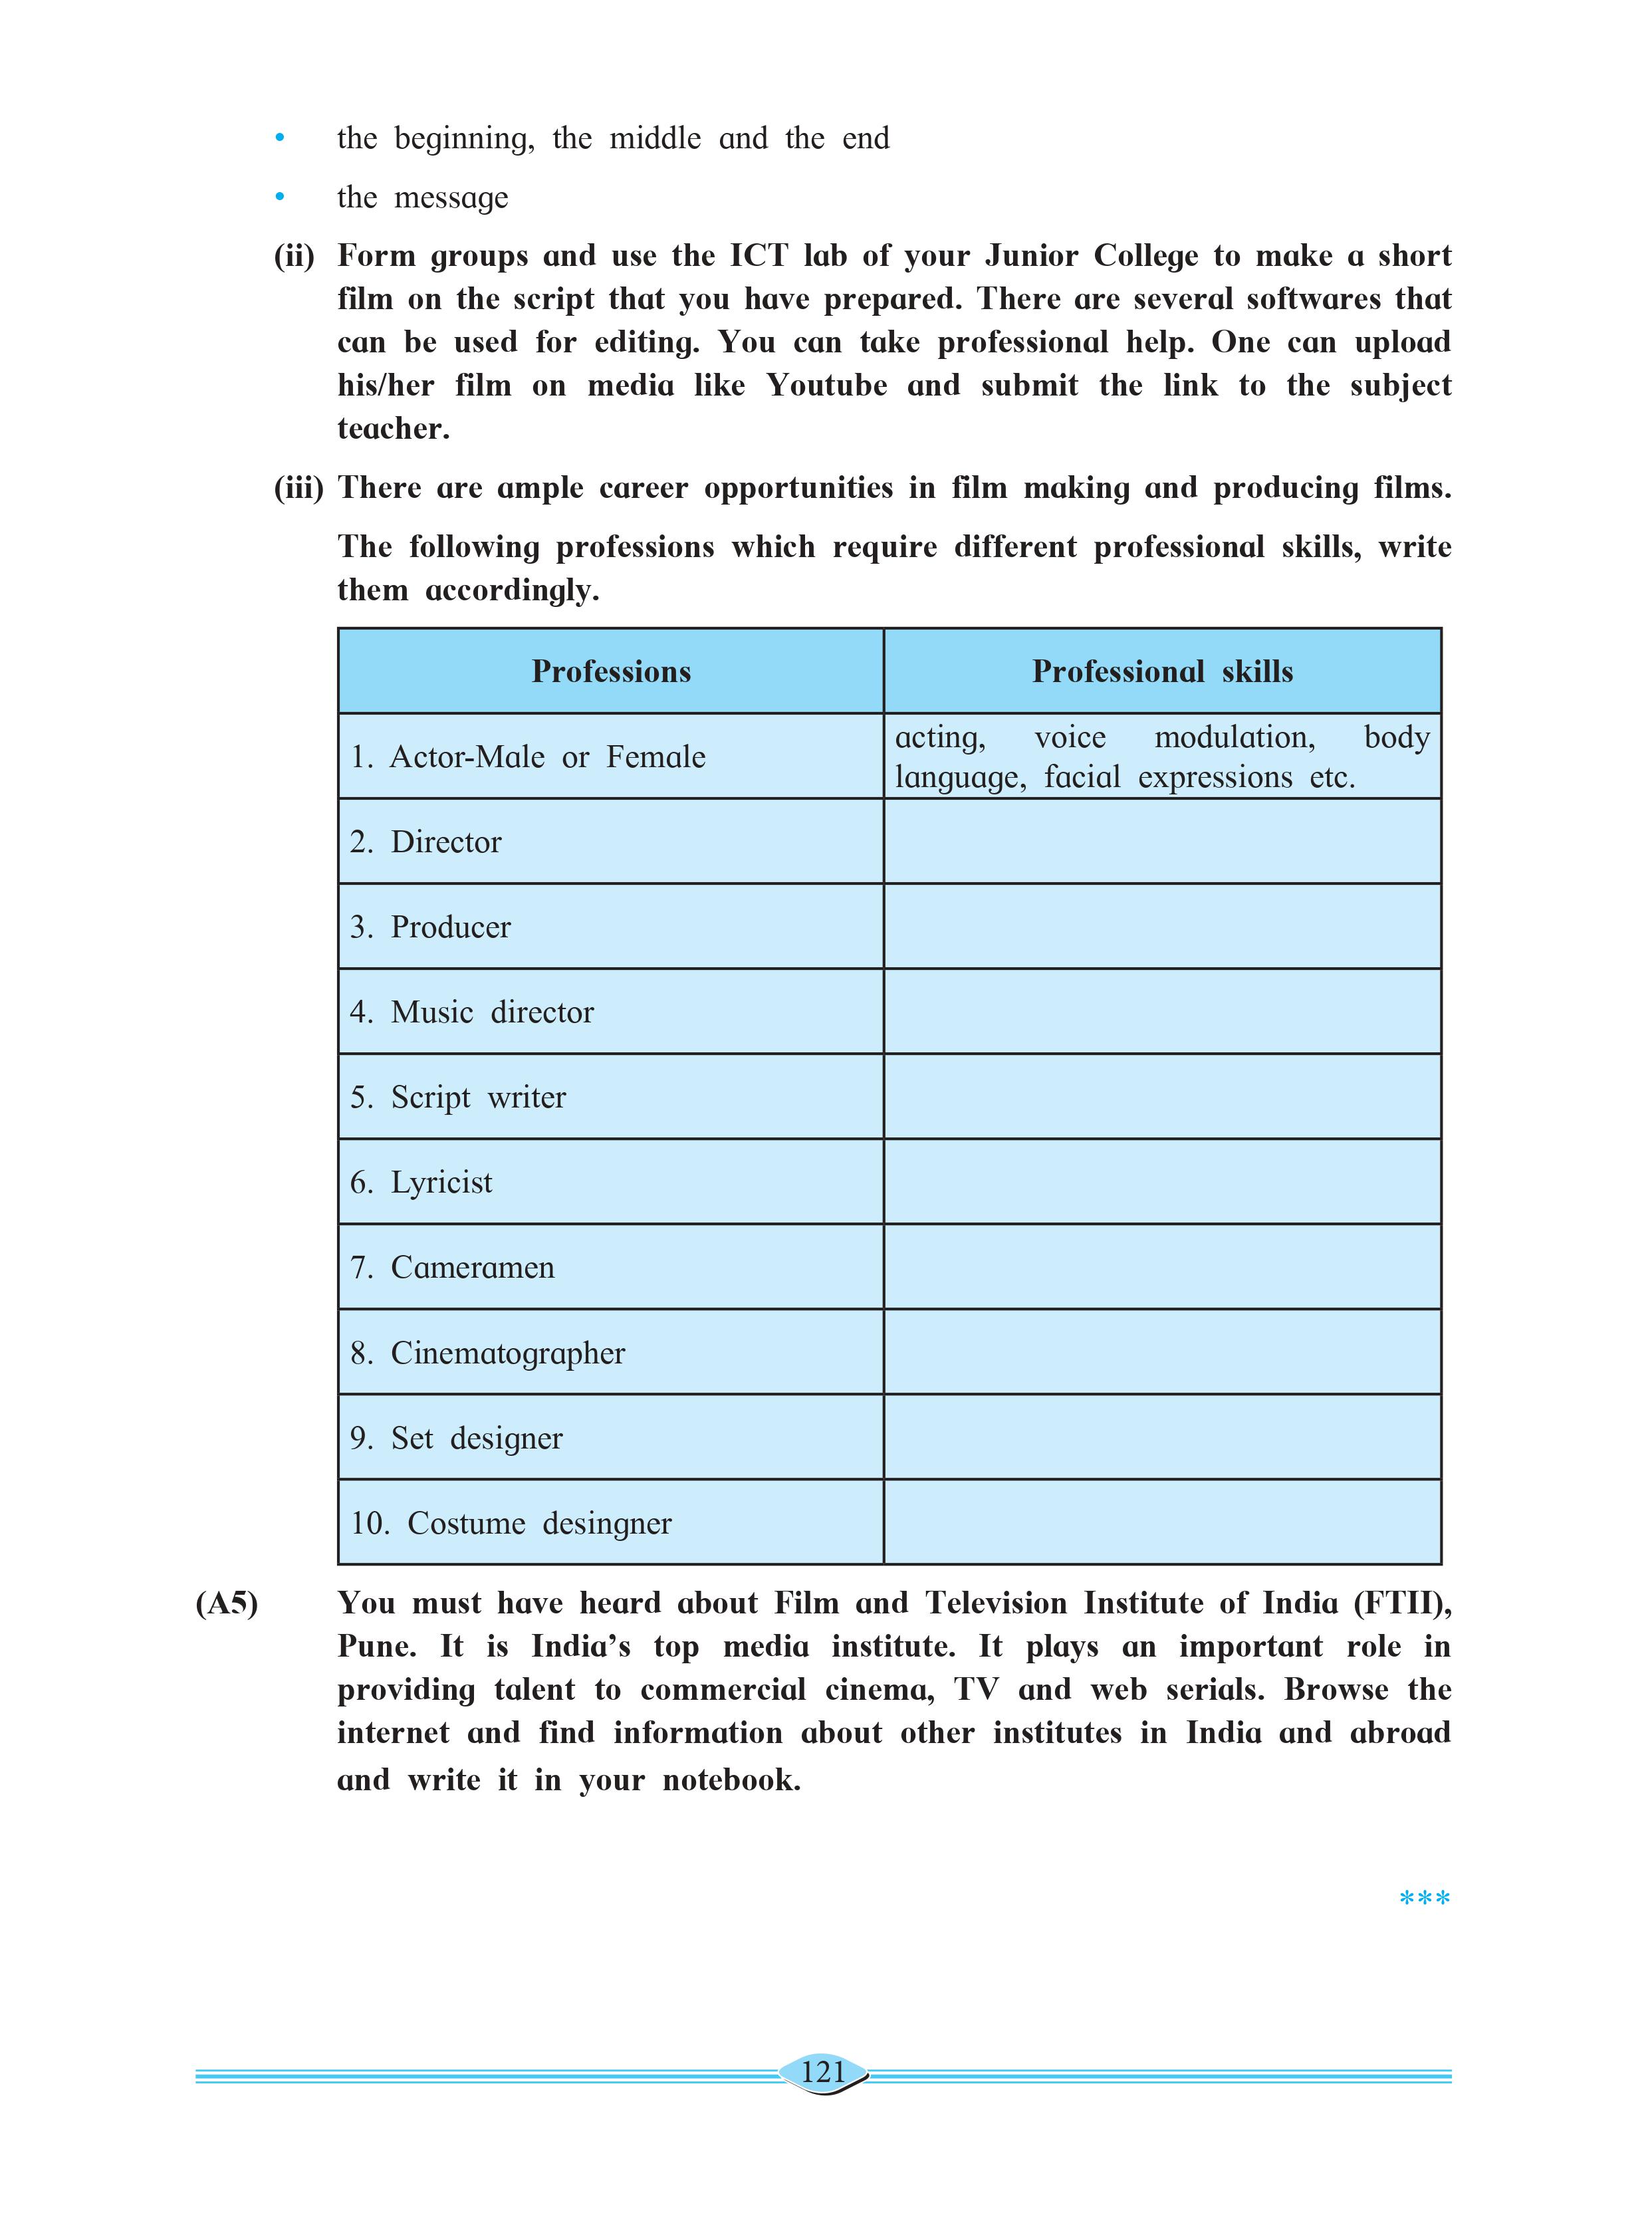 • the beginning, the middle and the end
• the message
(ii) Form groups and use the ICT lab of your Junior College to make a short
film on the script that you have prepared. There are several softwares that
can be used for editing. You can take professional help. One can upload
his/her film on media like Youtube and submit the link to the subject
teacher.
(iii) There are ample career opportunities in film making and producing films.
The following professions which require different professional skills, write
them accordingly.
Professions Professional skills
1. Actor-Male or Female acting, voice modulation, body
language, facial expressions etc.
2. Director
3. Producer
4. Music director
5. Script writer
6. Lyricist
7. Cameramen
8. Cinematographer
9. Set designer
10. Costume desingner
(A5) You must have heard about Film and Television Institute of India (FTII),
Pune. It is India’s top media institute. It plays an important role in
providing talent to commercial cinema, TV and web serials. Browse the
internet and find information about other institutes in India and abroad
and write it in your notebook.
***
121